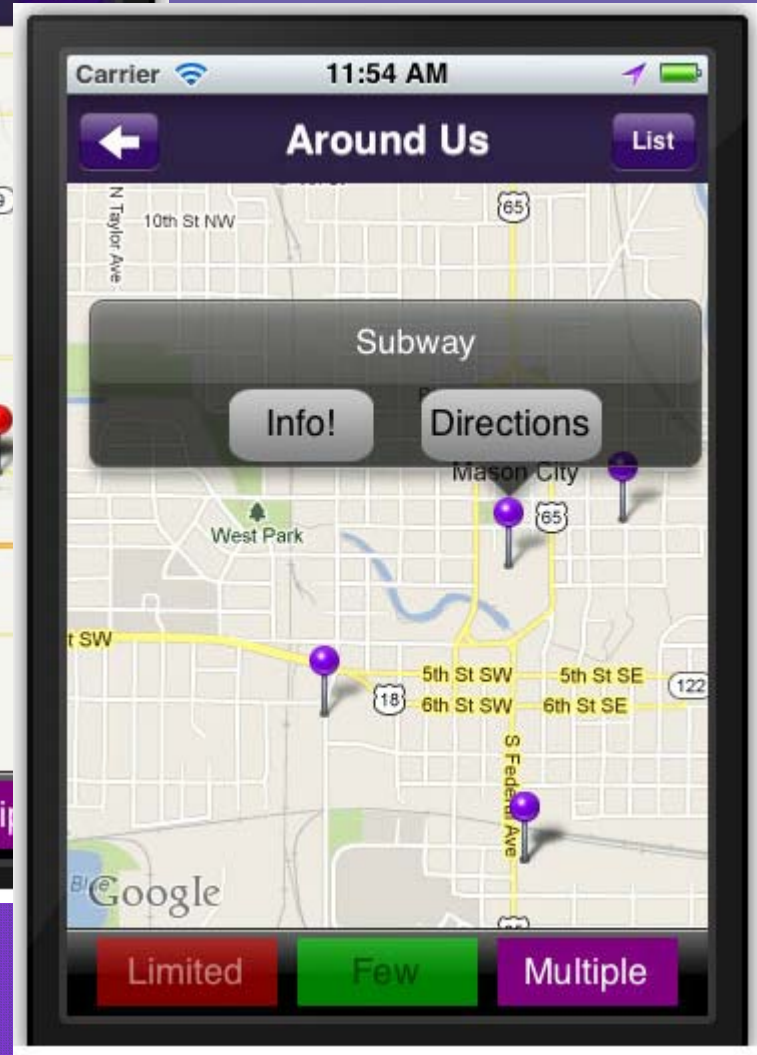 Carrier 11:54 AM
Around Us
List
N Taylor Ave
10th St NW
65
Subway
Info!
Directions
Mason City
65
West Park
t SW
5th St SW
5th St SE
122
18
6th St SW
6th St SE
S Federal Ave
Blue
Google
Limited
Few
Multiple